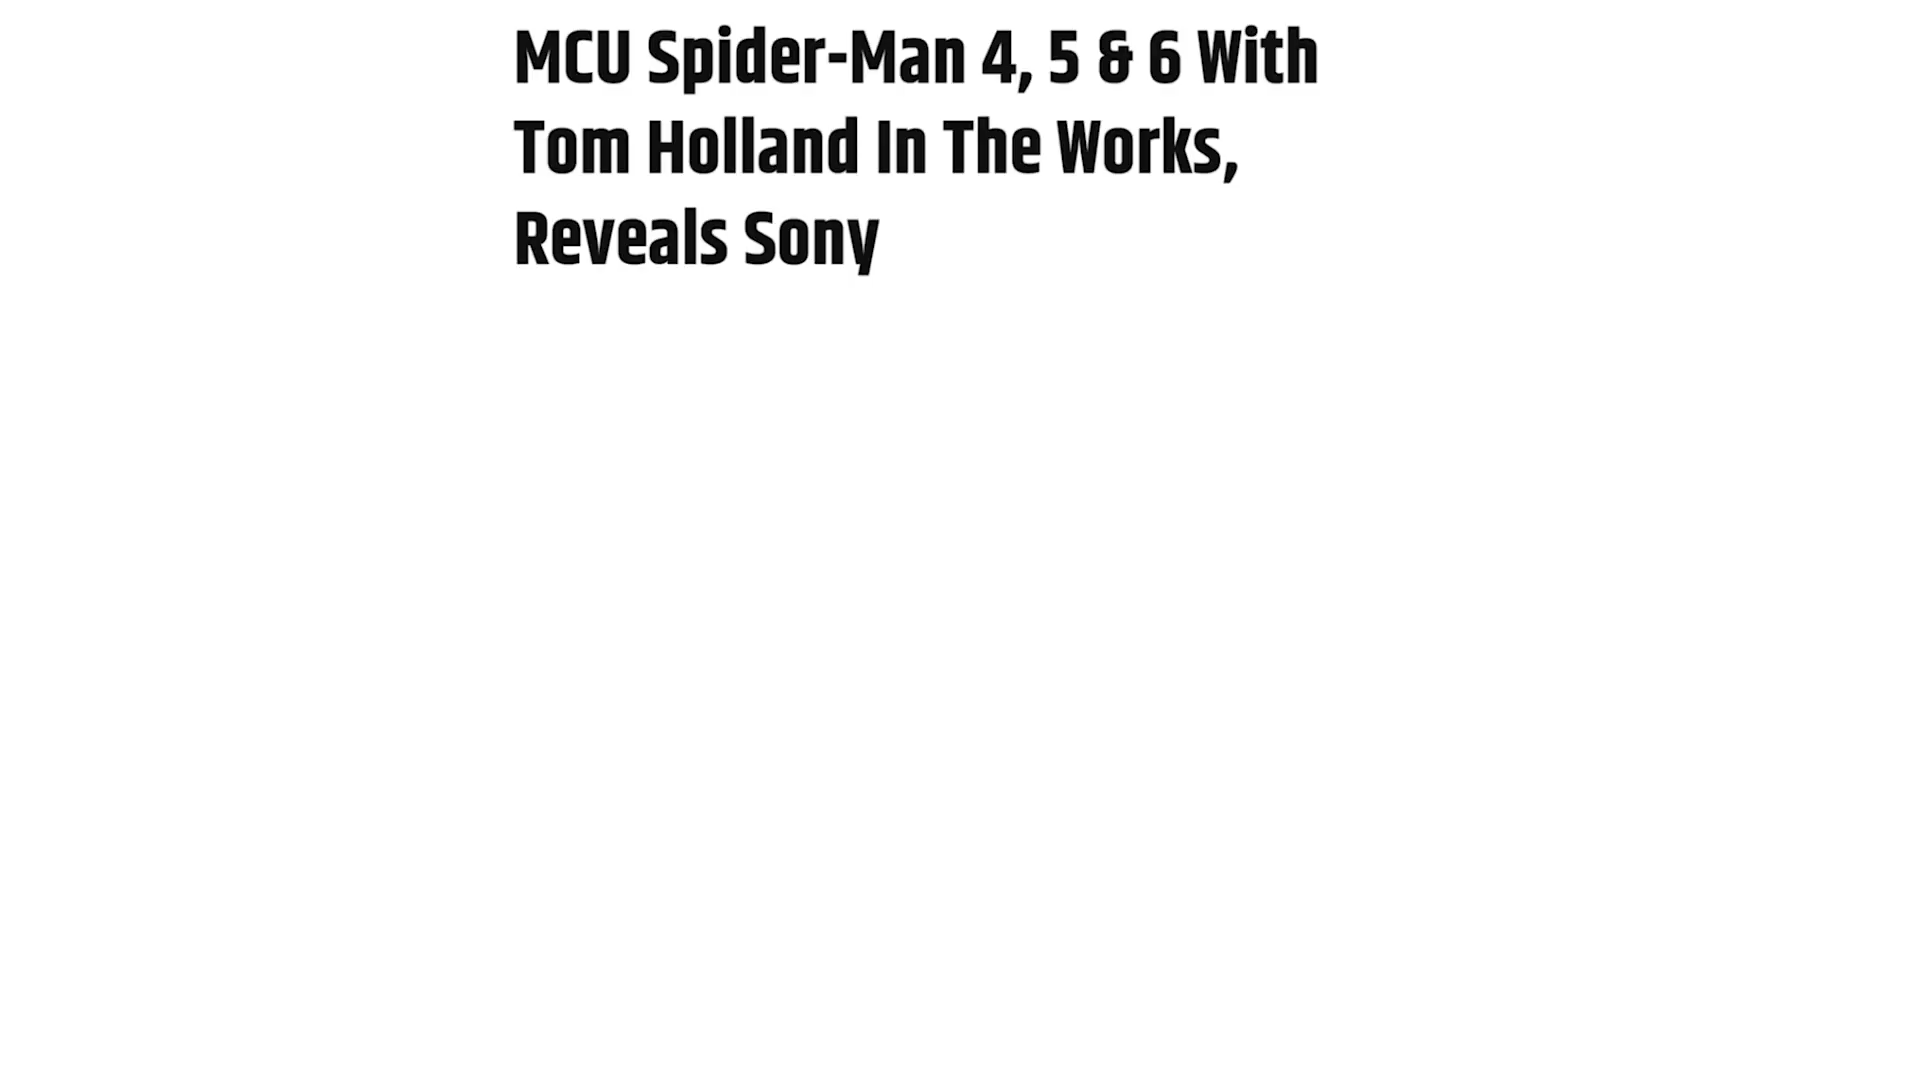 MCU Spider-Man 4, 5 & 6 With
Tom Holland In The Works,
Reveals Sony